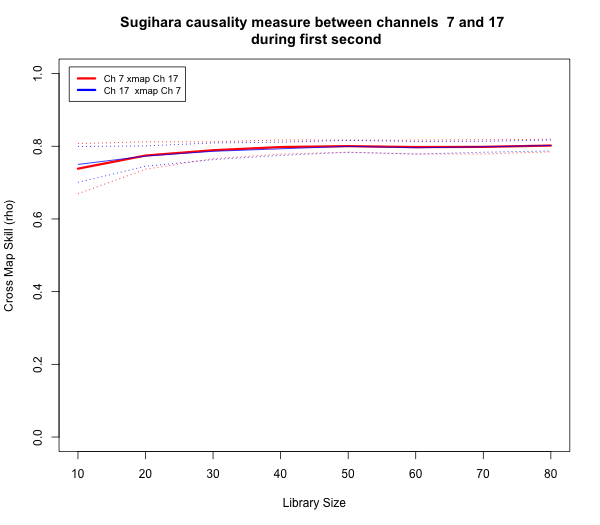 Sugihara causality measure between channels  7 and 17
during first second
Ch 7 xmap Ch 17
Ch 17  xmap Ch 7
Cross Map Skill (rho)
1.0
0.8
0.6
0.4
0.2
0.0
10 20 30 40 50 60 70 80
Library Size